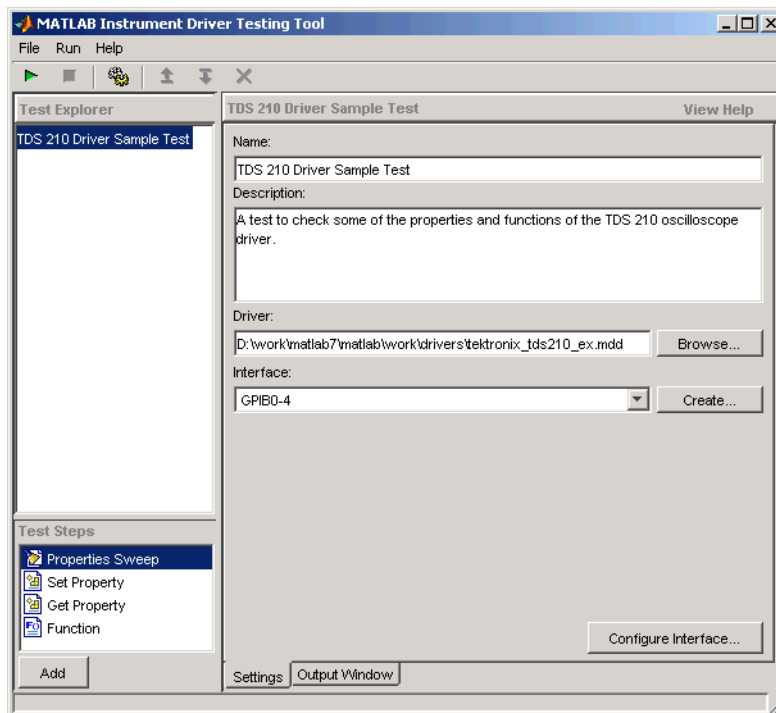 MATLAB Instrument Driver Testing Tool
File Run Help
Test Explorer
TDS 210 Driver Sample Test
TDS 210 Driver Sample Test View Help
Name:
TDS 210 Driver Sample Test
Description:
A test to check some of the properties and functions of the TDS 210 oscilloscope
driver.
Driver:
D:\work\matlab7\matlab\work\drivers\tektronix_tds210_ex.mdd Browse...
Interface:
GPIB0-4 Create...
Test Steps
Properties Sweep
Set Property
Get Property
Function
Configure Interface...
Add
Settings Output Window